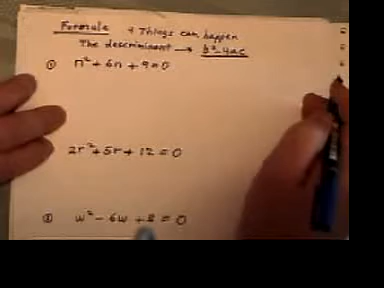 Formula 4 Things can happen
The descriminent → b²-4ac
① n² + 6n + 9 = 0
2r² + 5r + 12 = 0
③ w² - 6w + 8 = 0